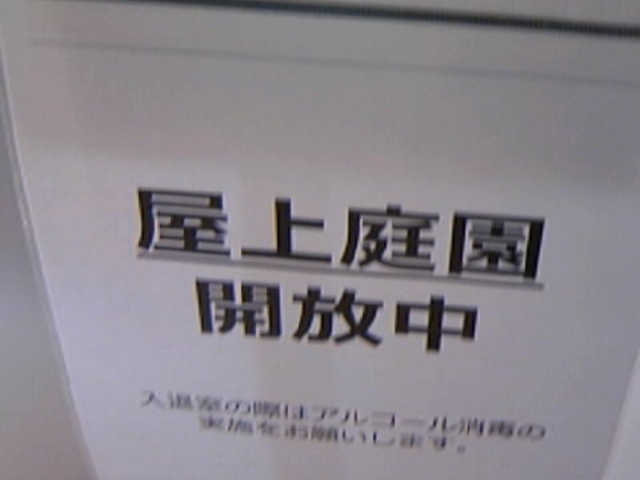 屋上庭園
開放中
入退室の際はアルコール消毒の
実施をお願いします。